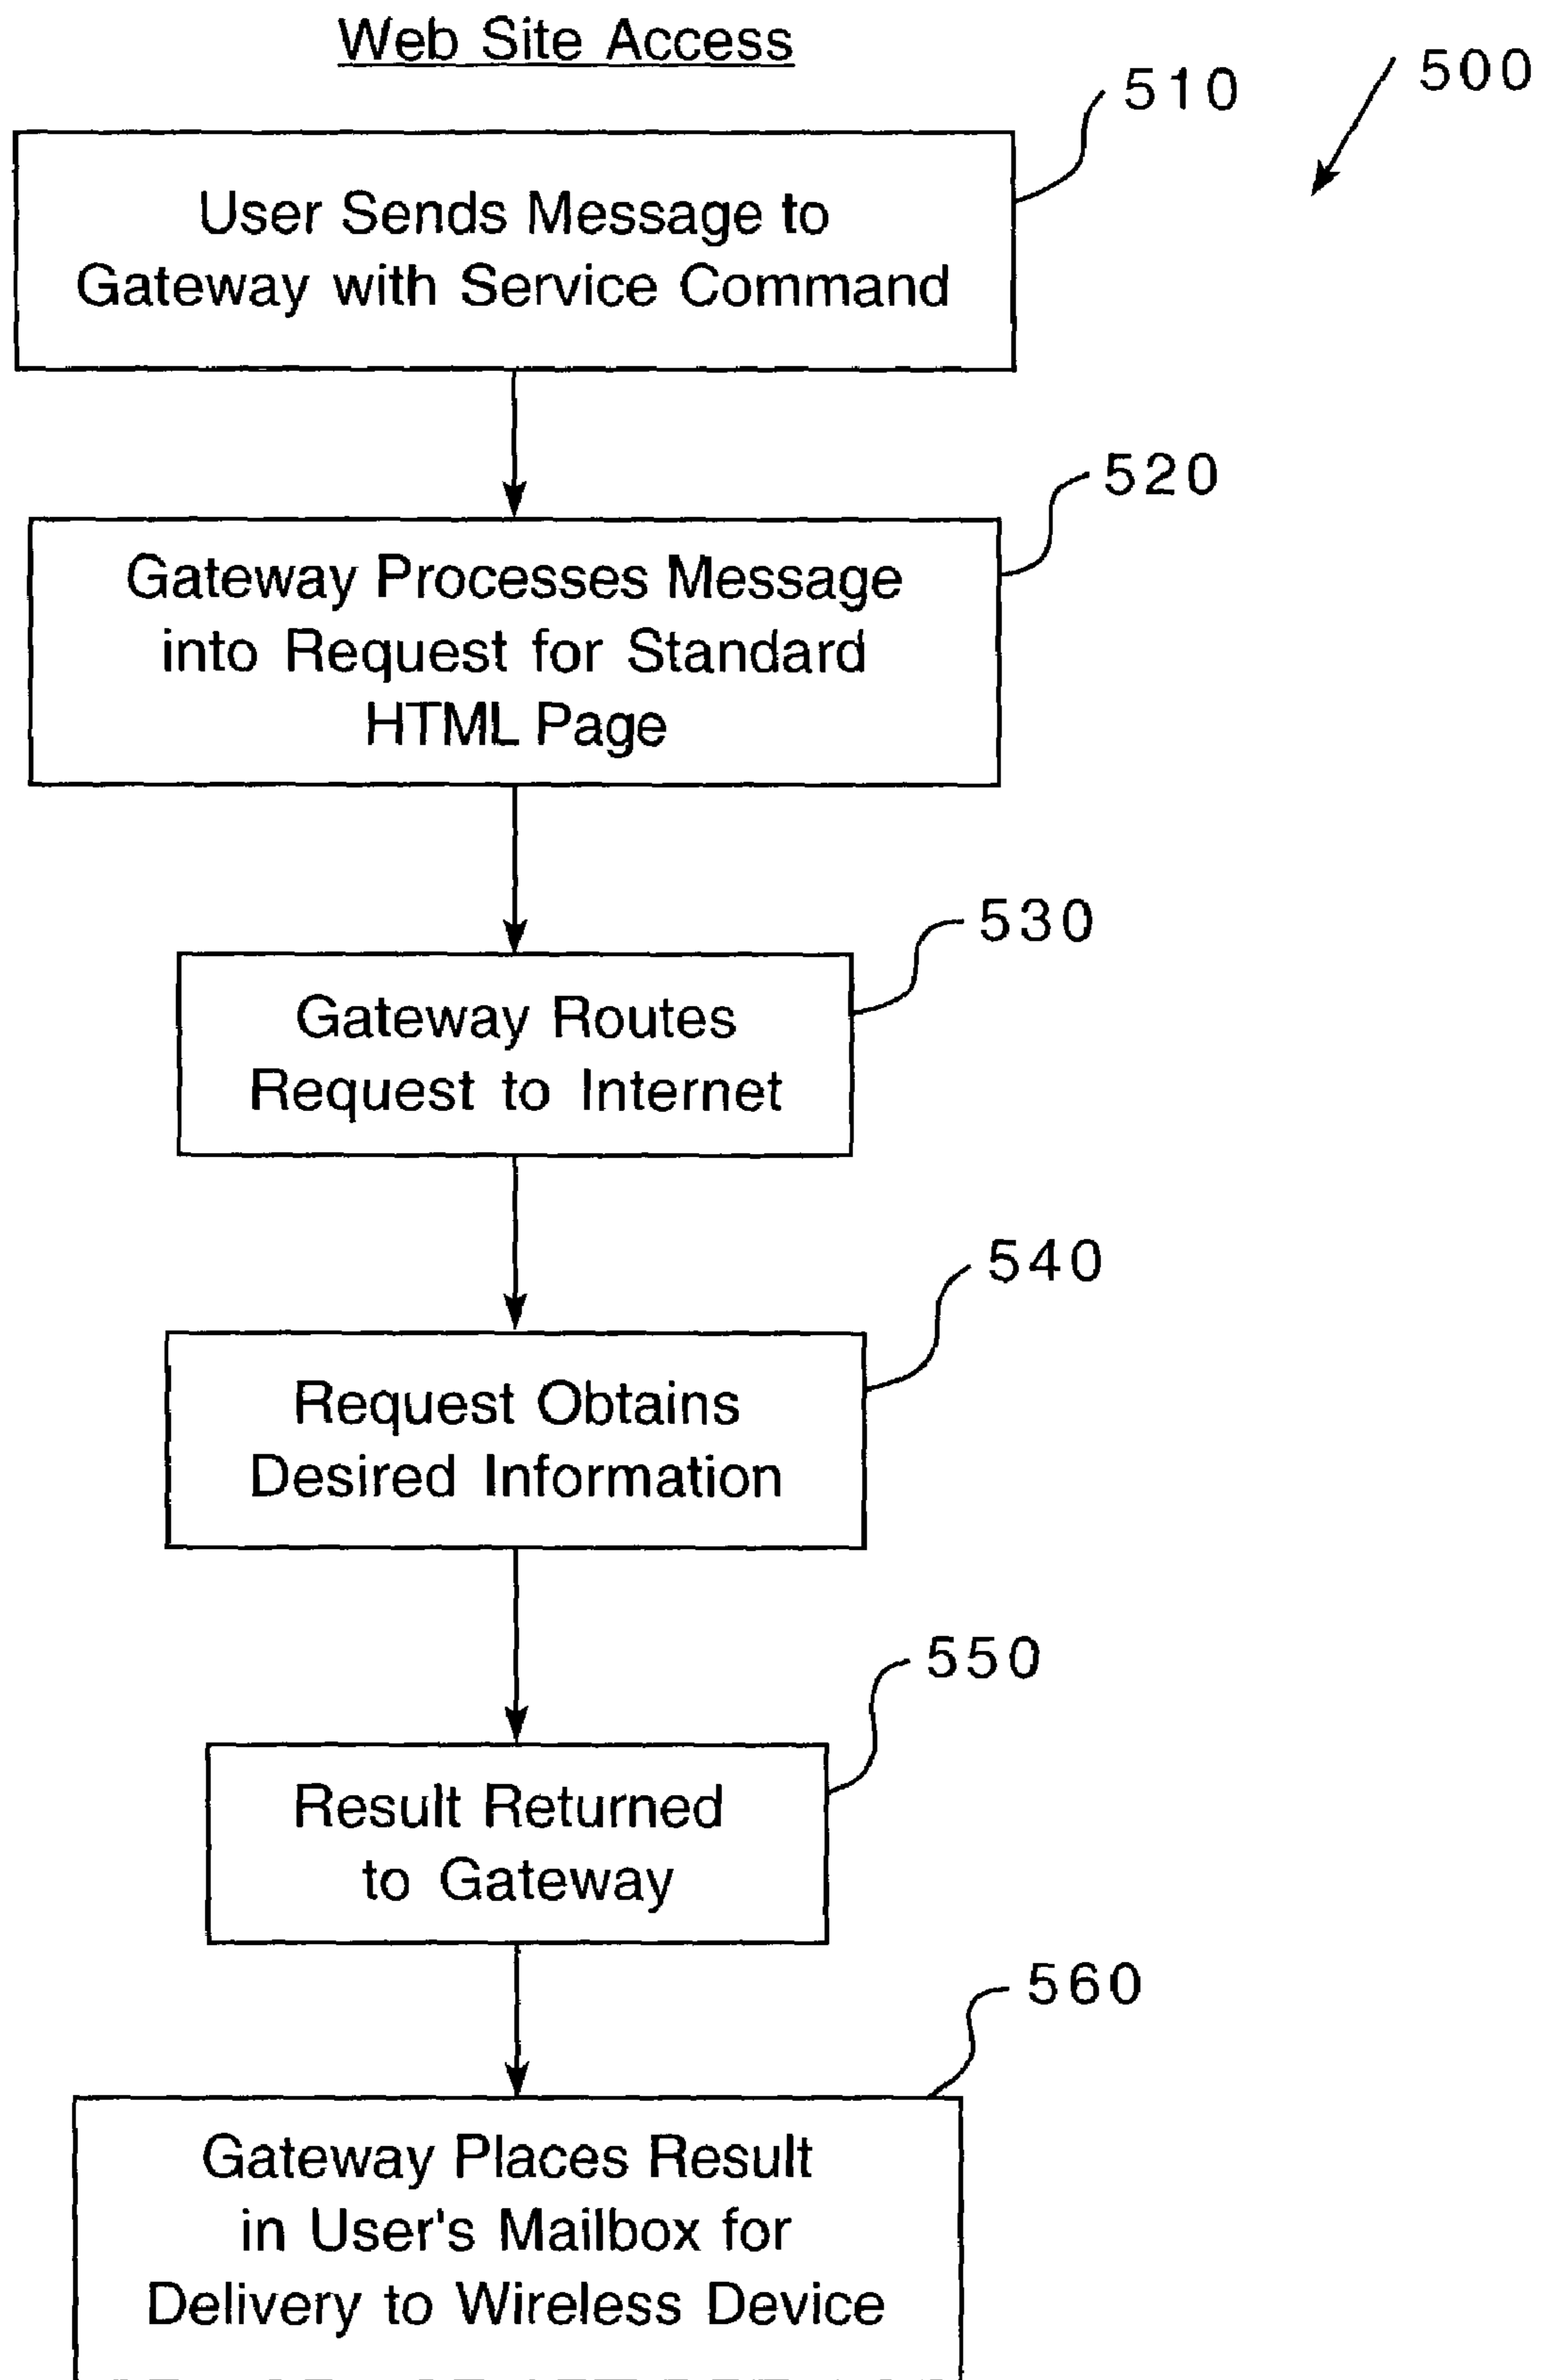 Web Site Access
500
510
User Sends Message to
Gateway with Service Command
520
Gateway Processes Message
into Request for Standard
HTML Page
530
Gateway Routes
Request to Internet
540
Request Obtains
Desired Information
550
Result Returned
to Gateway
560
Gateway Places Result
in User's Mailbox for
Delivery to Wireless Device